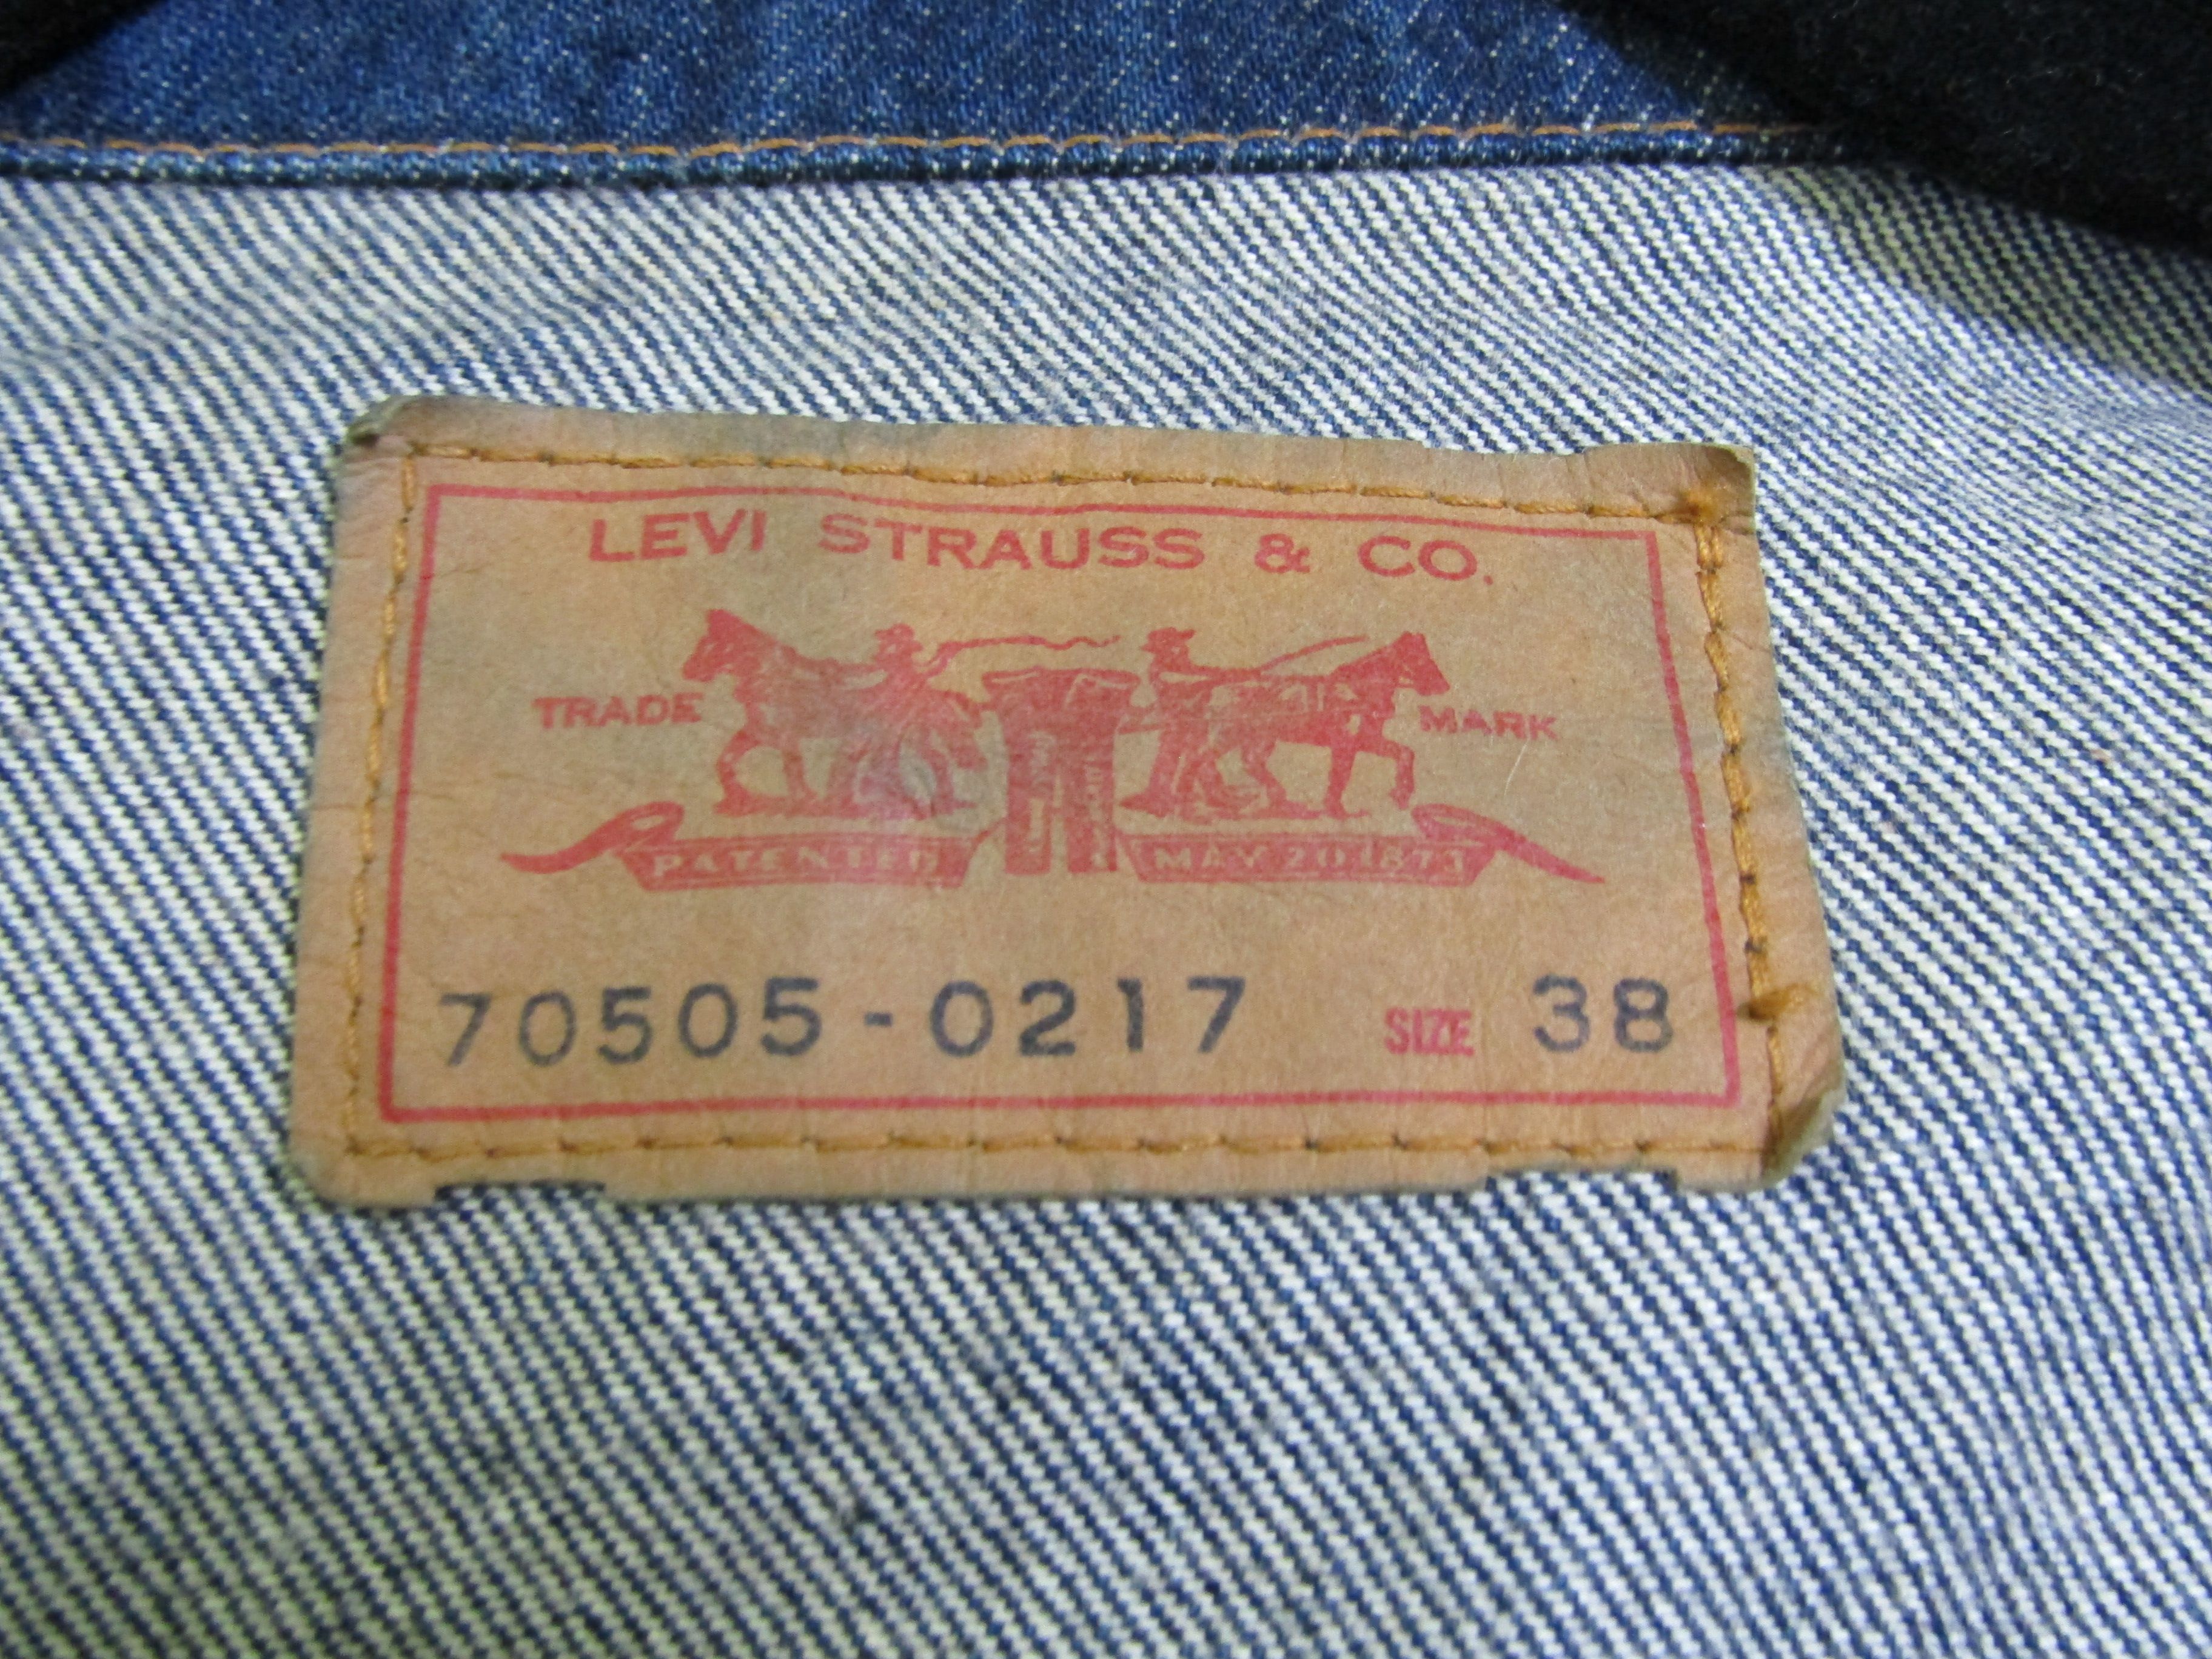 LEVI STRAUSS & CO.
TRADE MARK
PATENTED MAY 20 1873
70505-0217 SIZE 38